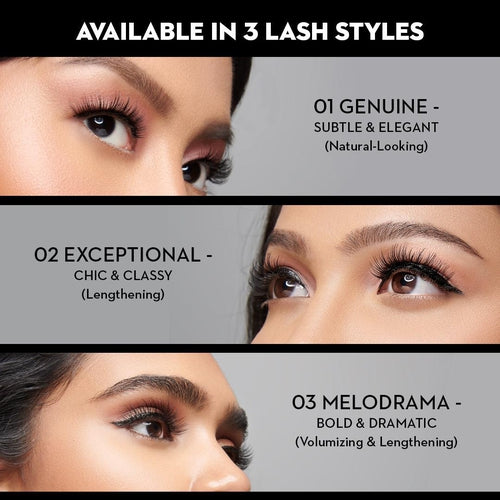 AVAILABLE IN 3 LASH STYLES
01 GENUINE -
SUBTLE & ELEGANT
(Natural-Looking)
02 EXCEPTIONAL -
CHIC & CLASSY
(Lengthening)
03 MELODRAMA -
BOLD & DRAMATIC
(Volumizing & Lengthening)